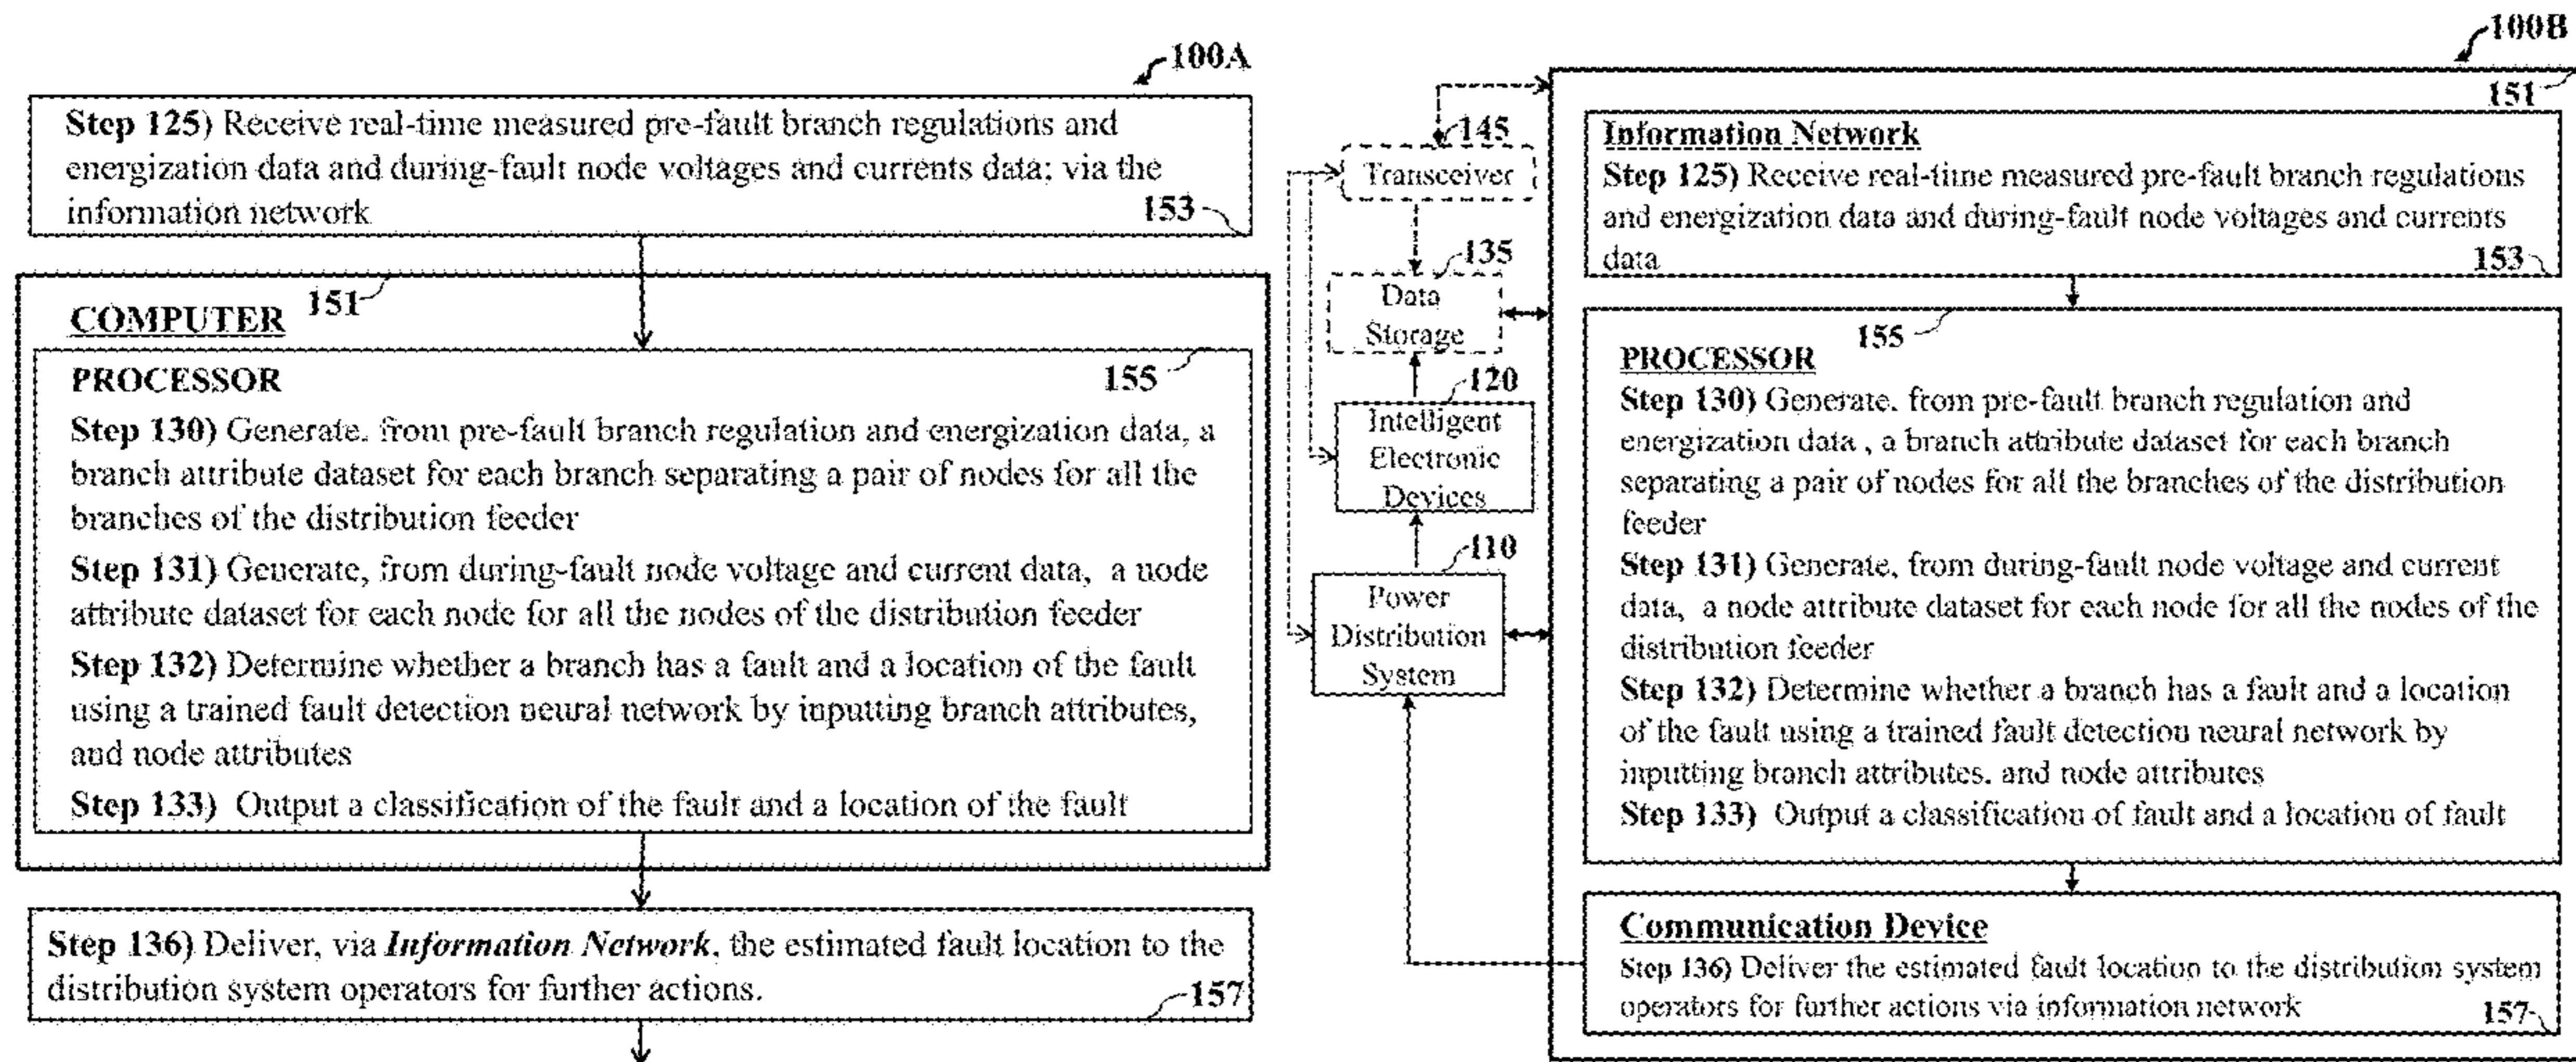 100A
Step 125) Receive real-time measured pre-fault branch regulations and
energization data and during-fault node voltages and currents data; via the
information network
153
151
COMPUTER
155
PROCESSOR
Step 130) Generate, from pre-fault branch regulation and energization data, a
branch attribute dataset for each branch separating a pair of nodes for all the
branches of the distribution feeder
Step 131) Generate, from during-fault node voltage and current data, a node
attribute dataset for each node for all the nodes of the distribution feeder
Step 132) Determine whether a branch has a fault and a location of the fault
using a trained fault detection neural network by inputting branch attributes,
and node attributes
Step 133) Output a classification of the fault and a location of the fault
Step 136) Deliver, via Information Network, the estimated fault location to the
distribution system operators for further actions.
157
145
Transceiver
135
Data
Storage
120
Intelligent
Electronic
Devices
110
Power
Distribution
System
100B
151
Information Network
Step 125) Receive real-time measured pre-fault branch regulations
and energization data and during-fault node voltages and currents
data
153
155
PROCESSOR
Step 130) Generate, from pre-fault branch regulation and
energization data , a branch attribute dataset for each branch
separating a pair of nodes for all the branches of the distribution
feeder
Step 131) Generate, from during-fault node voltage and current
data, a node attribute dataset for each node for all the nodes of the
distribution feeder
Step 132) Determine whether a branch has a fault and a location
of the fault using a trained fault detection neural network by
inputting branch attributes, and node attributes
Step 133) Output a classification of fault and a location of fault
Communication Device
Step 136) Deliver the estimated fault location to the distribution system
operators for further actions via information network
157